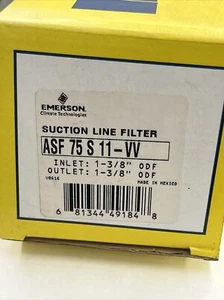 EMERSON
Climate Technologies
SUCTION LINE FILTER
ASF 75 S 11-VV
INLET: 1-3/8" ODF
OUTLET: 1-3/8" ODF
MADE IN MEXICO
6 81344 49184 8